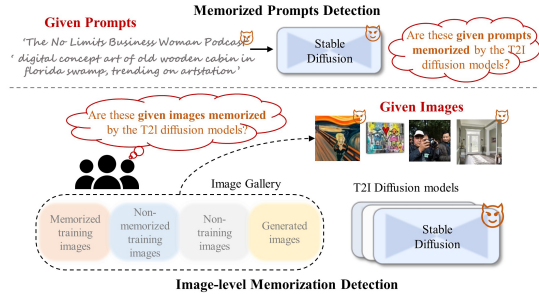 Memorized Prompts Detection
Given Prompts
‘The No Limits Business Woman Podcast’
‘ digital concept art of old wooden cabin in
florida swamp, trending on artstation’
Stable
Diffusion
Are these given prompts
memorized by the T2I
diffusion models?
Are these given images memorized
by the T2I diffusion models?
Given Images
Image Gallery
Memorized
training
images
Non-
memorized
training
images
Non-
training
images
Generated
images
T2I Diffusion models
Stable
Diffusion
Image-level Memorization Detection